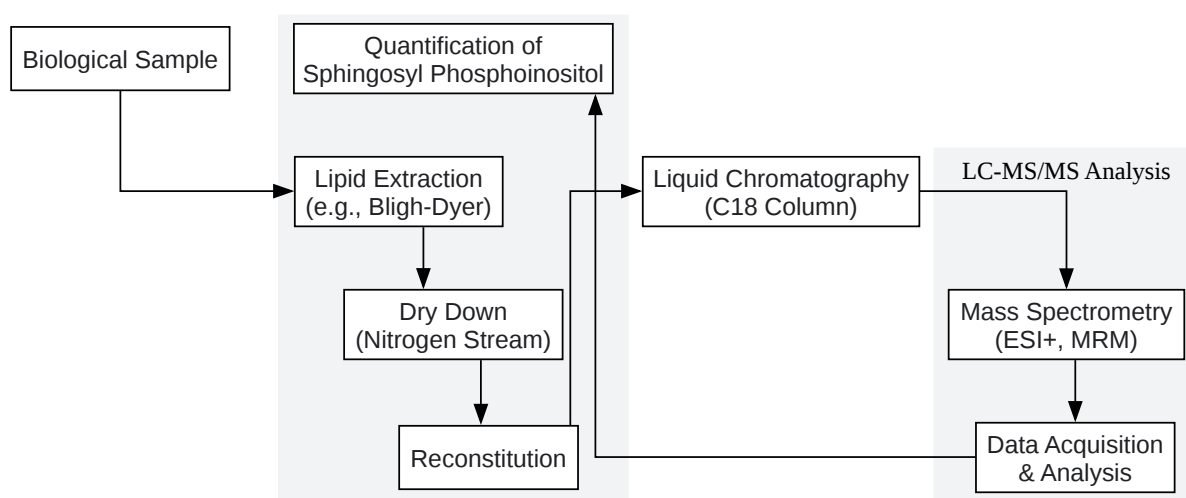 Biological Sample
Quantification of
Sphingosyl Phosphoinositol
Lipid Extraction
(e.g., Bligh-Dyer)
Liquid Chromatography
(C18 Column)
LC-MS/MS Analysis
Dry Down
(Nitrogen Stream)
Mass Spectrometry
(ESI+, MRM)
Reconstitution
Data Acquisition
& Analysis